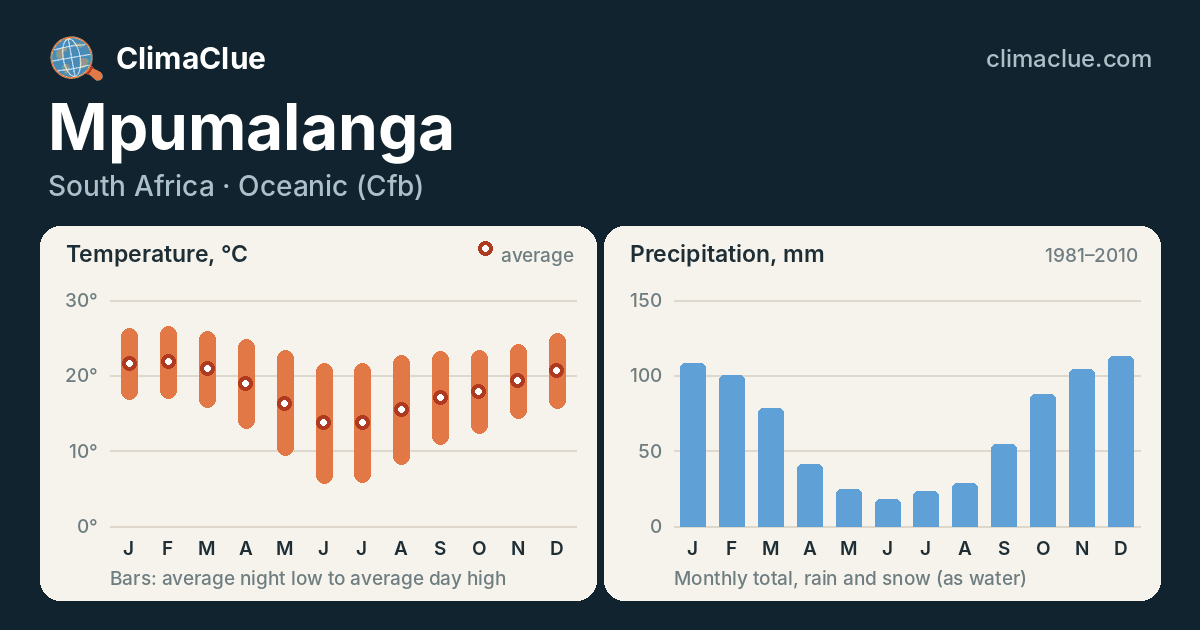 ClimaClue
climaclue.com
Mpumalanga
South Africa · Oceanic (Cfb)
Temperature, °C
average
30°
20°
10°
0°
J F M A M J J A S O N D
Bars: average night low to average day high
Precipitation, mm
1981–2010
150
100
50
0
J F M A M J J A S O N D
Monthly total, rain and snow (as water)